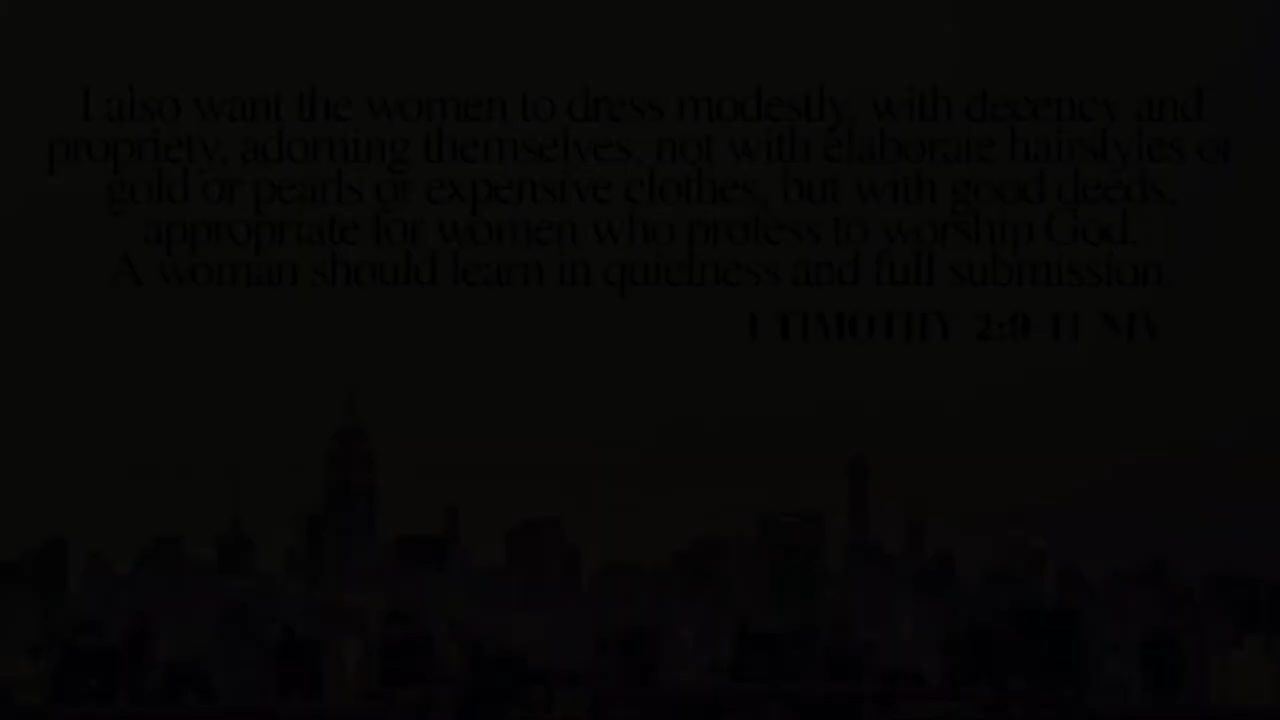 I also want the women to dress modestly, with decency and
propriety, adorning themselves, not with elaborate hairstyles or
gold or pearls or expensive clothes, but with good deeds,
appropriate for women who profess to worship God.
A woman should learn in quietness and full submission.
1 TIMOTHY 2:9-11 NIV